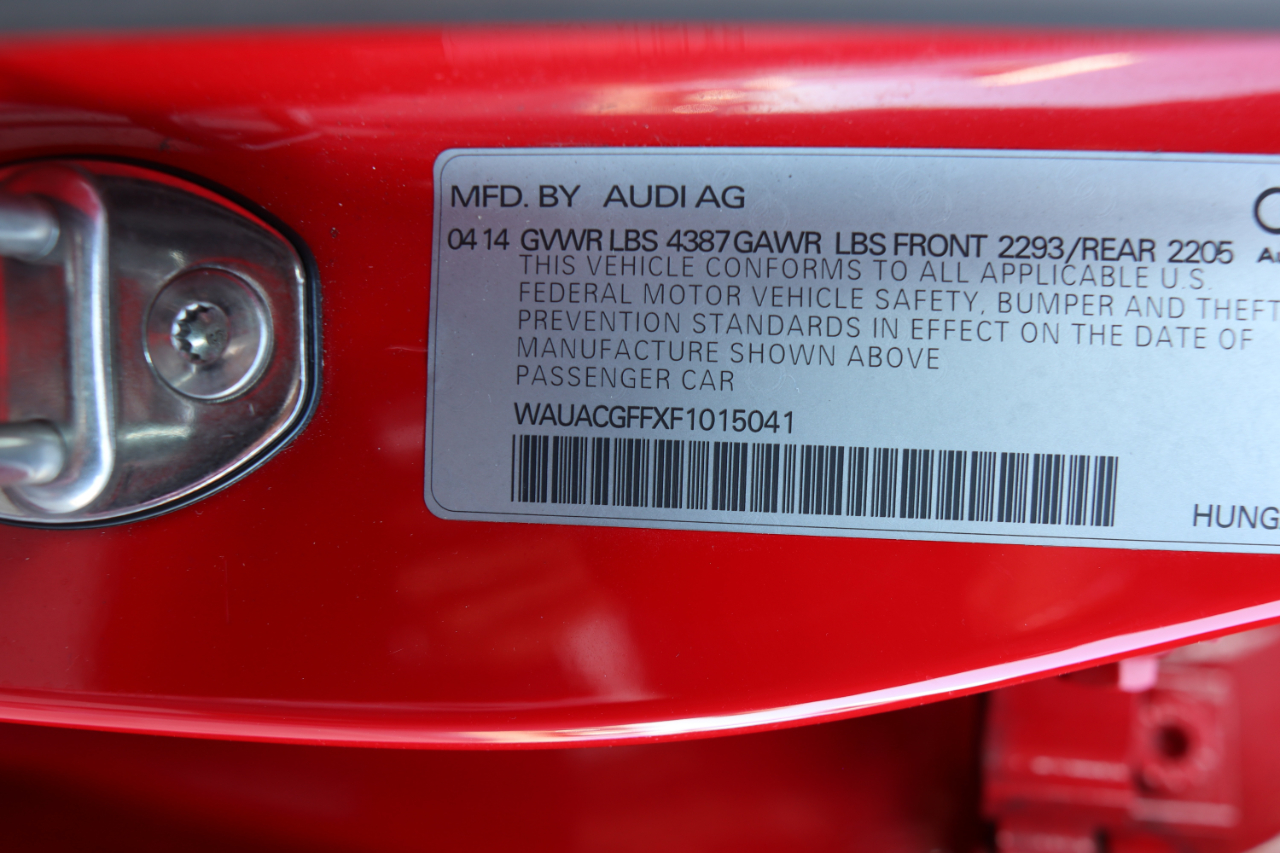 MFD. BY AUDI AG
04 14 GVWR LBS 4387 GAWR LBS FRONT 2293/REAR 2205
THIS VEHICLE CONFORMS TO ALL APPLICABLE U.S.
FEDERAL MOTOR VEHICLE SAFETY, BUMPER AND THEFT
PREVENTION STANDARDS IN EFFECT ON THE DATE OF
MANUFACTURE SHOWN ABOVE
PASSENGER CAR
WAUACGFFXF1015041